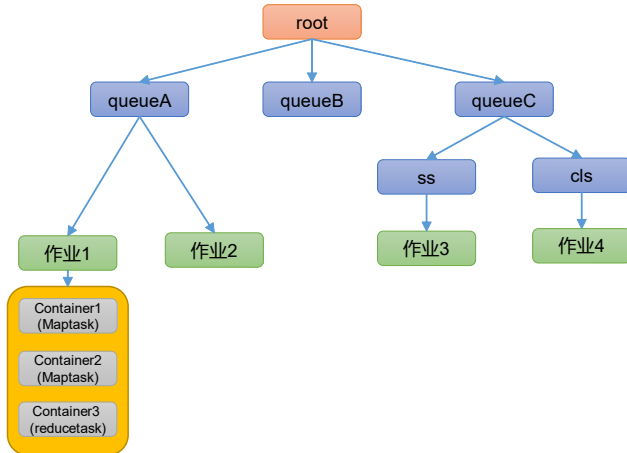 root
queueA
queueB
queueC
ss
cls
作业1
作业2
作业3
作业4
Container1
(Maptask)
Container2
(Maptask)
Container3
(reducetask)